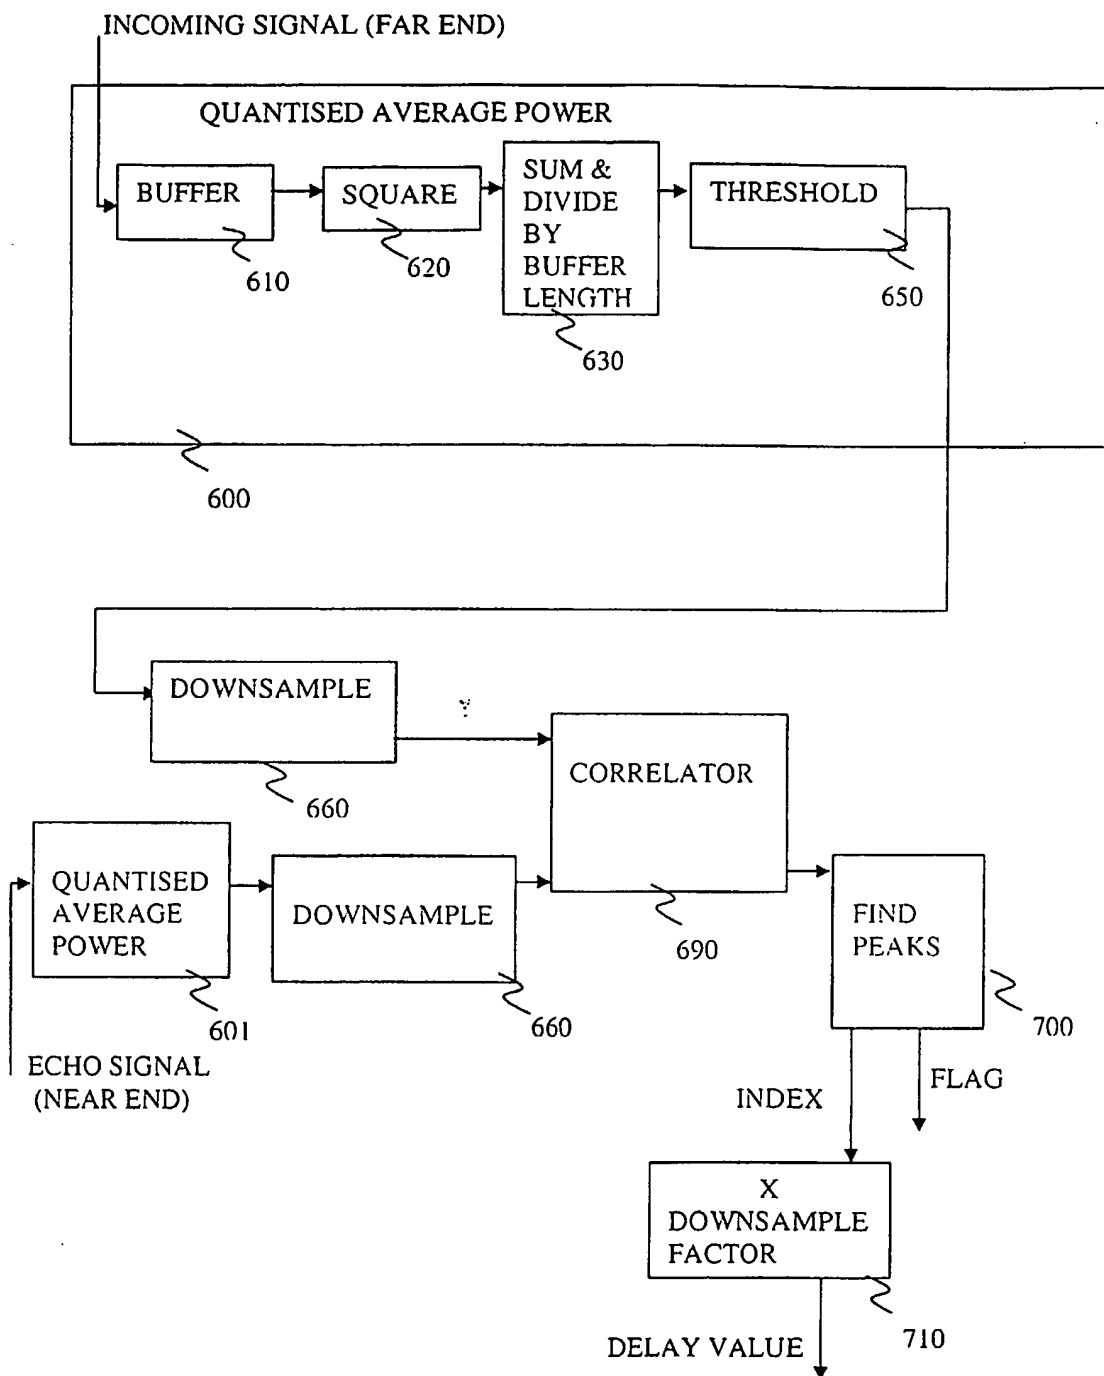 INCOMING SIGNAL (FAR END)
QUANTISED AVERAGE POWER
BUFFER
610
SQUARE
620
SUM &
DIVIDE
BY
BUFFER
LENGTH
630
THRESHOLD
650
600
DOWNSAMPLE
660
CORRELATOR
690
QUANTISED
AVERAGE
POWER
601
DOWNSAMPLE
660
ECHO SIGNAL
(NEAR END)
FIND
PEAKS
700
INDEX
FLAG
X
DOWNSAMPLE
FACTOR
710
DELAY VALUE